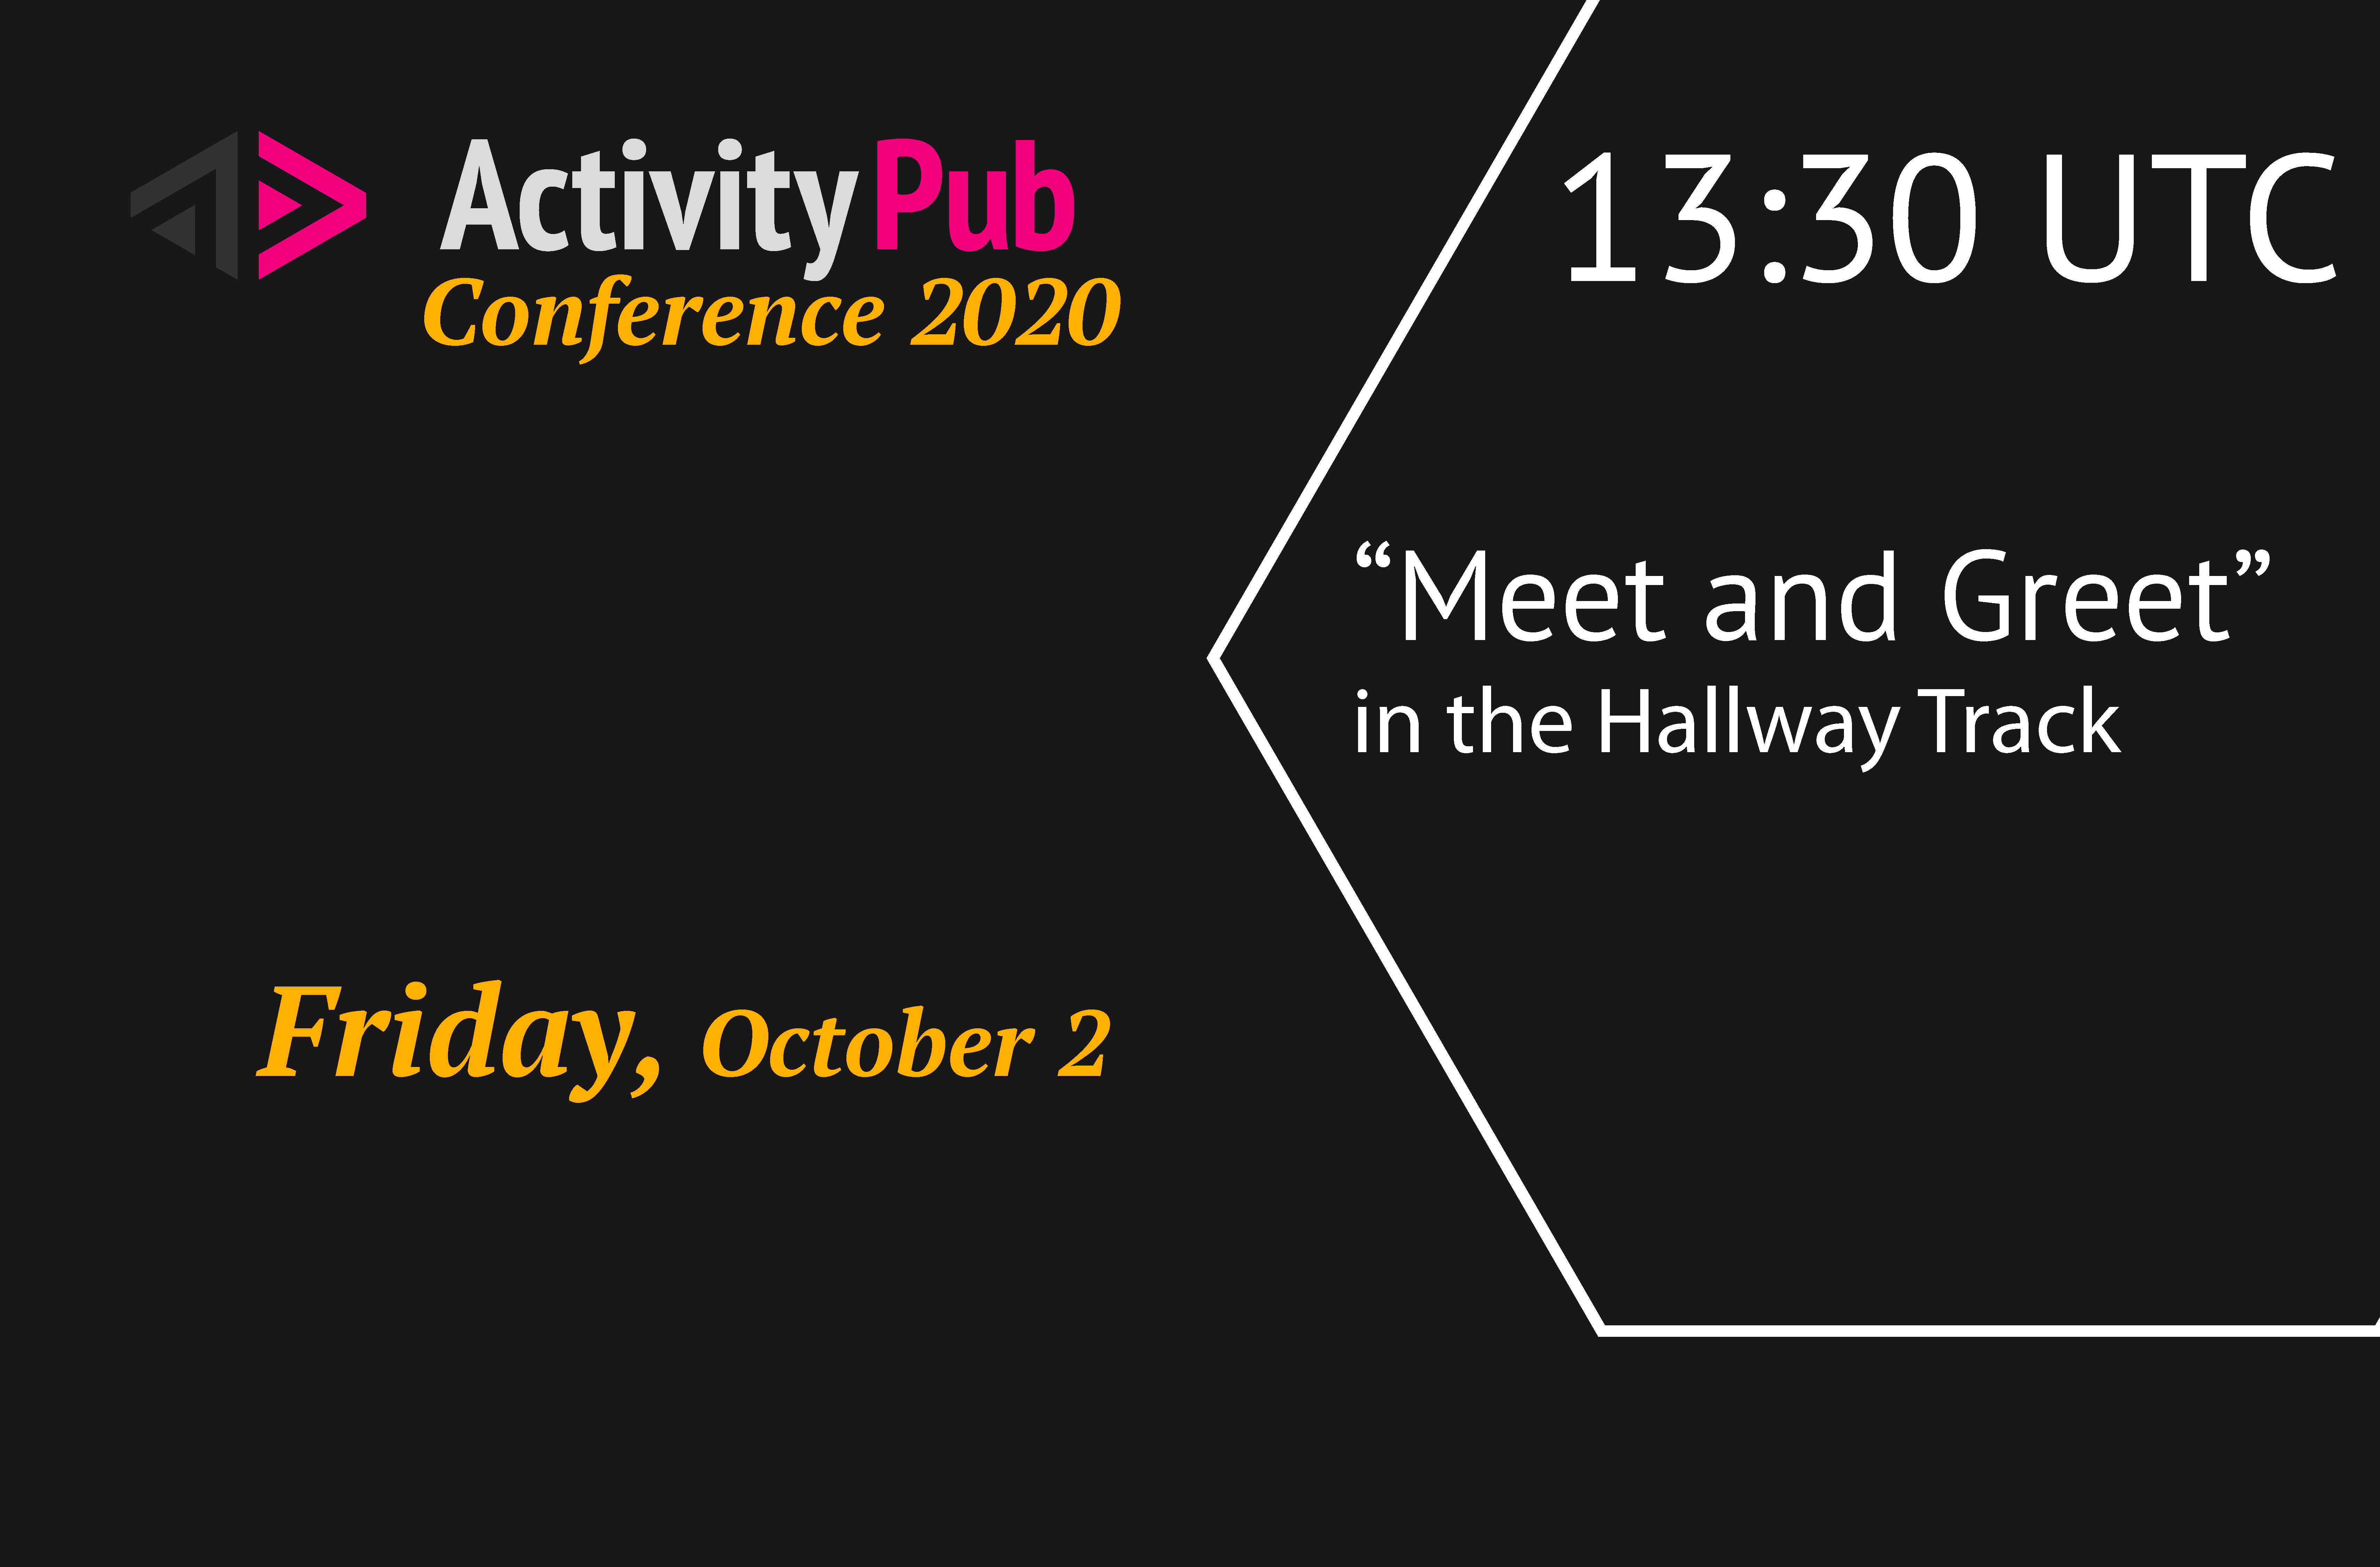 ActivityPub
Conference 2020
13:30 UTC
“Meet and Greet”
in the Hallway Track
Friday, October 2